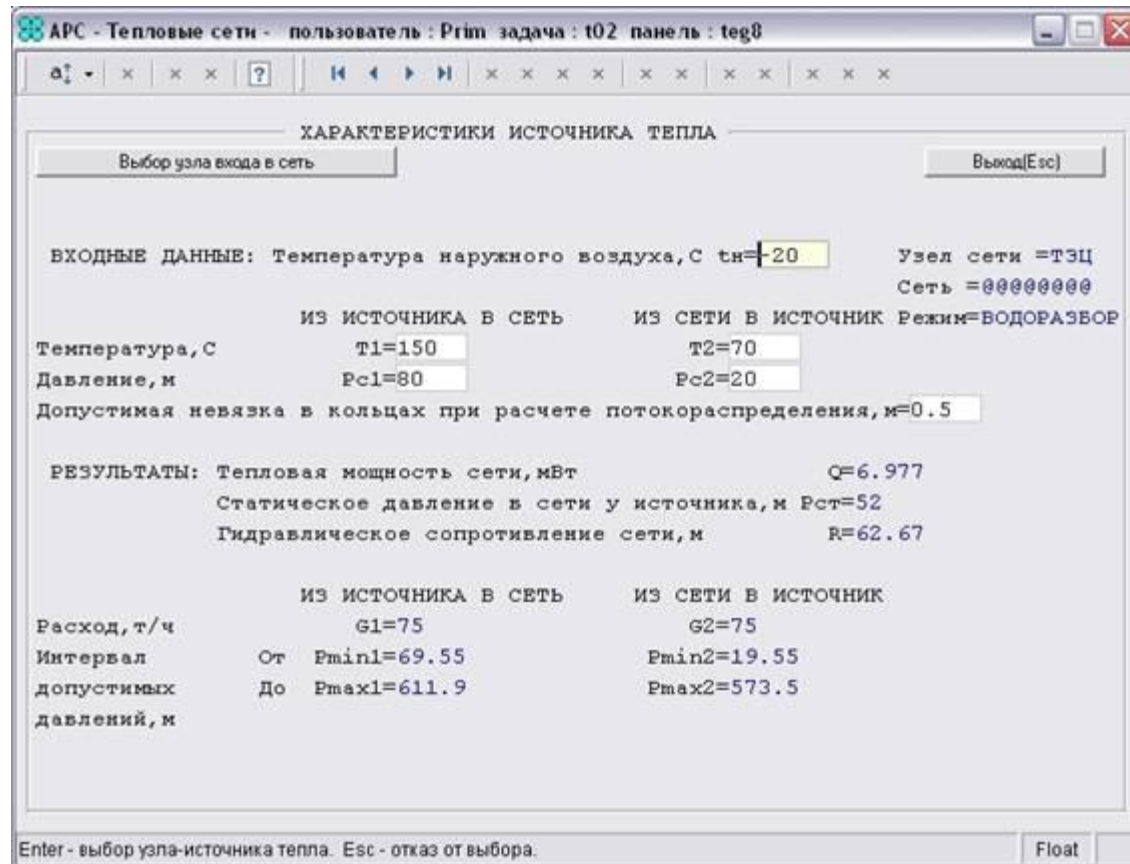 АРС - Тепловые сети - пользователь : Prim задача : t02 панель : teg8
ХАРАКТЕРИСТИКИ ИСТОЧНИКА ТЕПЛА
Выбор узла входа в сеть Выход(Esc)
ВХОДНЫЕ ДАННЫЕ: Температура наружного воздуха,С tн=-20 Узел сети =ТЭЦ
Сеть =@@@@@@@@
ИЗ ИСТОЧНИКА В СЕТЬ ИЗ СЕТИ В ИСТОЧНИК Режим=ВОДОРАЗБОР
Температура,С T1=150 T2=70
Давление,м Pc1=80 Pc2=20
Допустимая невязка в кольцах при расчете потокораспределения,м=0.5
РЕЗУЛЬТАТЫ: Тепловая мощность сети,мВт Q=6.977
Статическое давление в сети у источника,м Рст=52
Гидравлическое сопротивление сети,м R=62.67
ИЗ ИСТОЧНИКА В СЕТЬ ИЗ СЕТИ В ИСТОЧНИК
Расход,т/ч G1=75 G2=75
Интервал От Pmin1=69.55 Pmin2=19.55
допустимых До Pmax1=611.9 Pmax2=573.5
давлений,м
Enter - выбор узла-источника тепла. Esc - отказ от выбора. Float